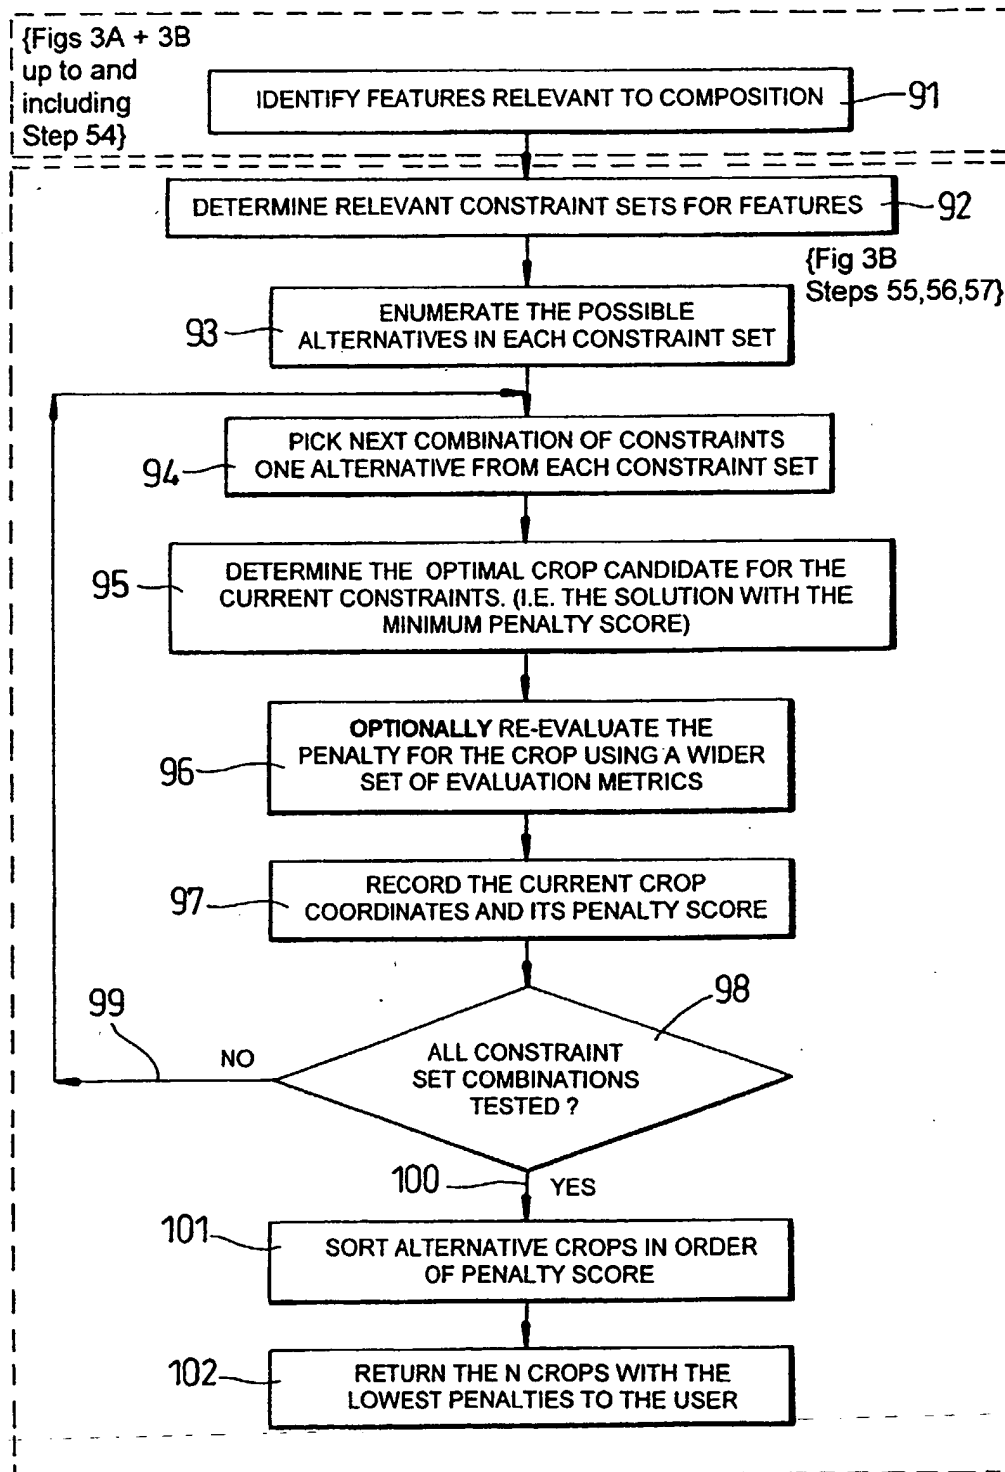 {Figs 3A + 3B
up to and
including
Step 54}
IDENTIFY FEATURES RELEVANT TO COMPOSITION
91
DETERMINE RELEVANT CONSTRAINT SETS FOR FEATURES
92
{Fig 3B
Steps 55,56,57}
93
ENUMERATE THE POSSIBLE
ALTERNATIVES IN EACH CONSTRAINT SET
94
PICK NEXT COMBINATION OF CONSTRAINTS
ONE ALTERNATIVE FROM EACH CONSTRAINT SET
95
DETERMINE THE OPTIMAL CROP CANDIDATE FOR THE
CURRENT CONSTRAINTS. (I.E. THE SOLUTION WITH THE
MINIMUM PENALTY SCORE)
96
OPTIONALLY RE-EVALUATE THE
PENALTY FOR THE CROP USING A WIDER
SET OF EVALUATION METRICS
97
RECORD THE CURRENT CROP
COORDINATES AND ITS PENALTY SCORE
98
99
NO
ALL CONSTRAINT
SET COMBINATIONS
TESTED ?
100
YES
101
SORT ALTERNATIVE CROPS IN ORDER
OF PENALTY SCORE
102
RETURN THE N CROPS WITH THE
LOWEST PENALTIES TO THE USER